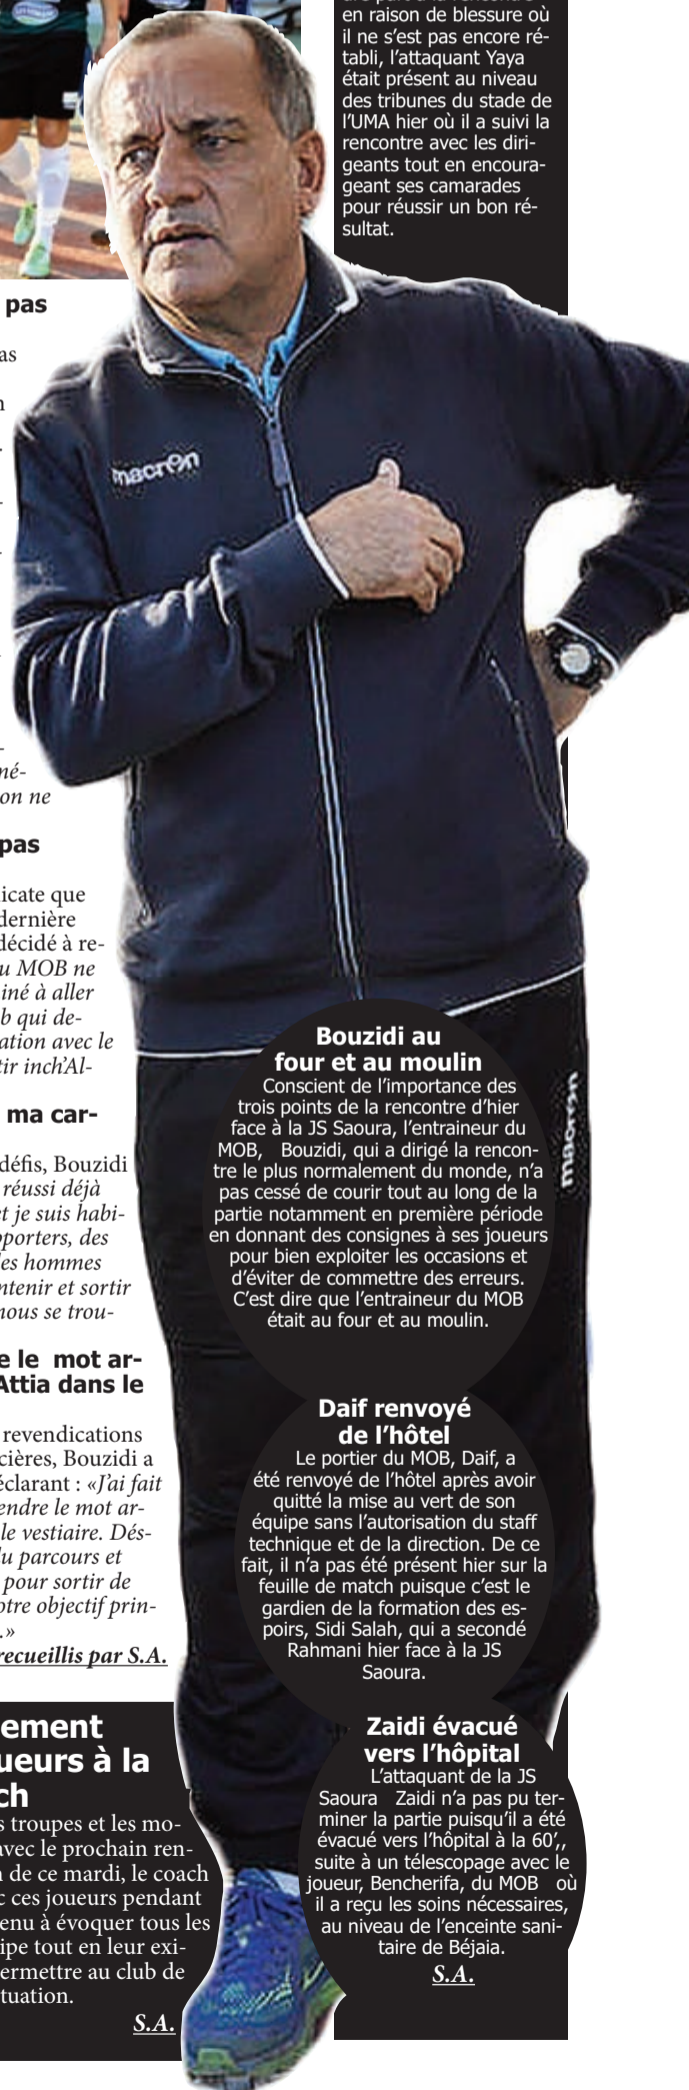 en raison de blessure où
il ne s'est pas encore ré-
tabli, l'attaquant Yaya
était présent au niveau
des tribunes du stade de
l'UMA hier où il a suivi la
rencontre avec les diri-
geants tout en encoura-
geant ses camarades
pour réussir un bon ré-
sultat.
pas
as
né-
on ne
pas
icate que
dernière
décidé à re-
u MOB ne
iné à aller
b qui de-
ation avec le
tir inch'Al-
ma car-
défis, Bouzidi
réussi déjà
et je suis habi-
porters, des
les hommes
ntenir et sortir
nous se trou-
e le mot ar-
Attia dans le
revendications
cières, Bouzidi a
éclarant : «J'ai fait
endre le mot ar-
le vestiaire. Dés-
lu parcours et
pour sortir de
otre objectif prin-
.»
recueillis par S.A.
ement
ueurs à la
ch
s troupes et les mo-
avec le prochain ren-
n de ce mardi, le coach
c ces joueurs pendant
enu à évoquer tous les
ipe tout en leur exi-
ermettre au club de
tuation.
S.A.
macron
macron
Bouzidi au
four et au moulin
Conscient de l'importance des
trois points de la rencontre d'hier
face à la JS Saoura, l'entraineur du
MOB, Bouzidi, qui a dirigé la rencon-
tre le plus normalement du monde, n'a
pas cessé de courir tout au long de la
partie notamment en première période
en donnant des consignes à ses joueurs
pour bien exploiter les occasions et
d'éviter de commettre des erreurs.
C'est dire que l'entraineur du MOB
était au four et au moulin.
Daif renvoyé
de l'hôtel
Le portier du MOB, Daif, a
été renvoyé de l'hôtel après avoir
quitté la mise au vert de son
équipe sans l'autorisation du staff
technique et de la direction. De ce
fait, il n'a pas été présent hier sur la
feuille de match puisque c'est le
gardien de la formation des es-
poirs, Sidi Salah, qui a secondé
Rahmani hier face à la JS
Saoura.
Zaidi évacué
vers l'hôpital
L'attaquant de la JS
Saoura Zaidi n'a pas pu ter-
miner la partie puisqu'il a été
évacué vers l'hôpital à la 60',,
suite à un télescopage avec le
joueur, Bencherifa, du MOB où
il a reçu les soins nécessaires,
au niveau de l'enceinte sani-
taire de Béjaia.
S.A.